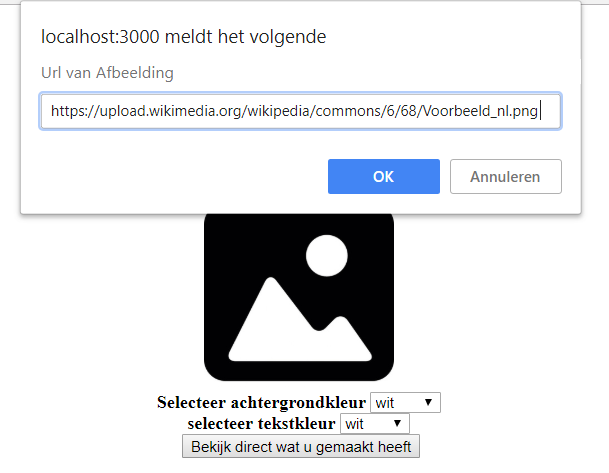 localhost:3000 meldt het volgende
Url van Afbeelding
https://upload.wikimedia.org/wikipedia/commons/6/68/Voorbeeld_nl.png
OK Annuleren
Selecteer achtergrondkleur wit
selecteer tekstkleur wit
Bekijk direct wat u gemaakt heeft